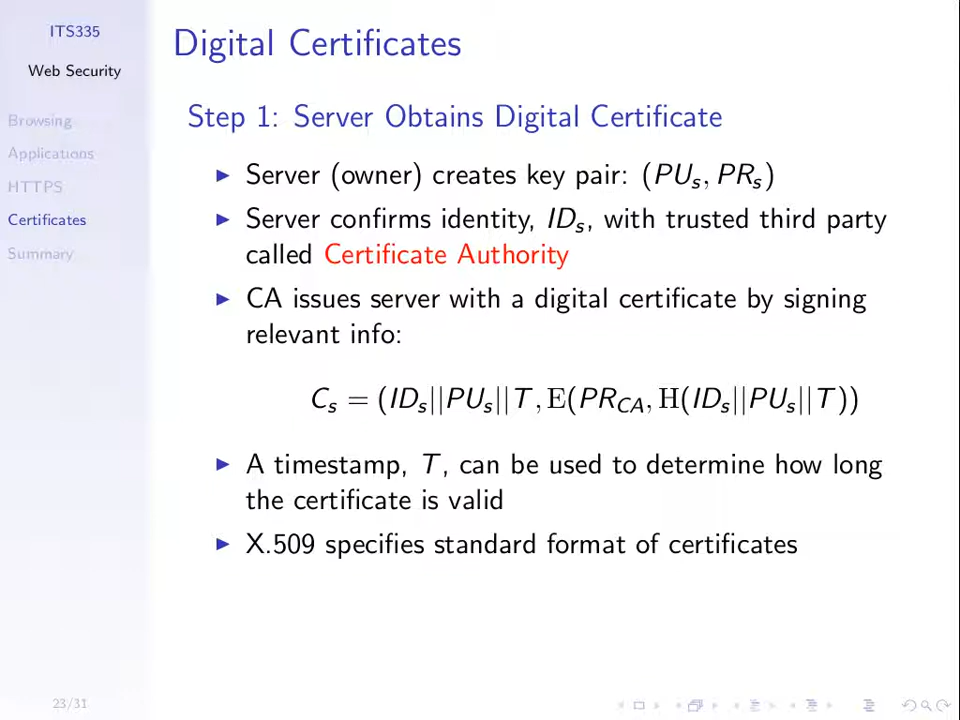 ITS335
Web Security
Browsing
Applications
HTTPS
Certificates
Summary
Digital Certificates
Step 1: Server Obtains Digital Certificate
Server (owner) creates key pair: (PUs, PRs)
Server confirms identity, IDs, with trusted third party
called Certificate Authority
CA issues server with a digital certificate by signing
relevant info:
Cs = (IDs||PUs||T, E(PRCA, H(IDs||PUs||T))
A timestamp, T, can be used to determine how long
the certificate is valid
X.509 specifies standard format of certificates
23/31